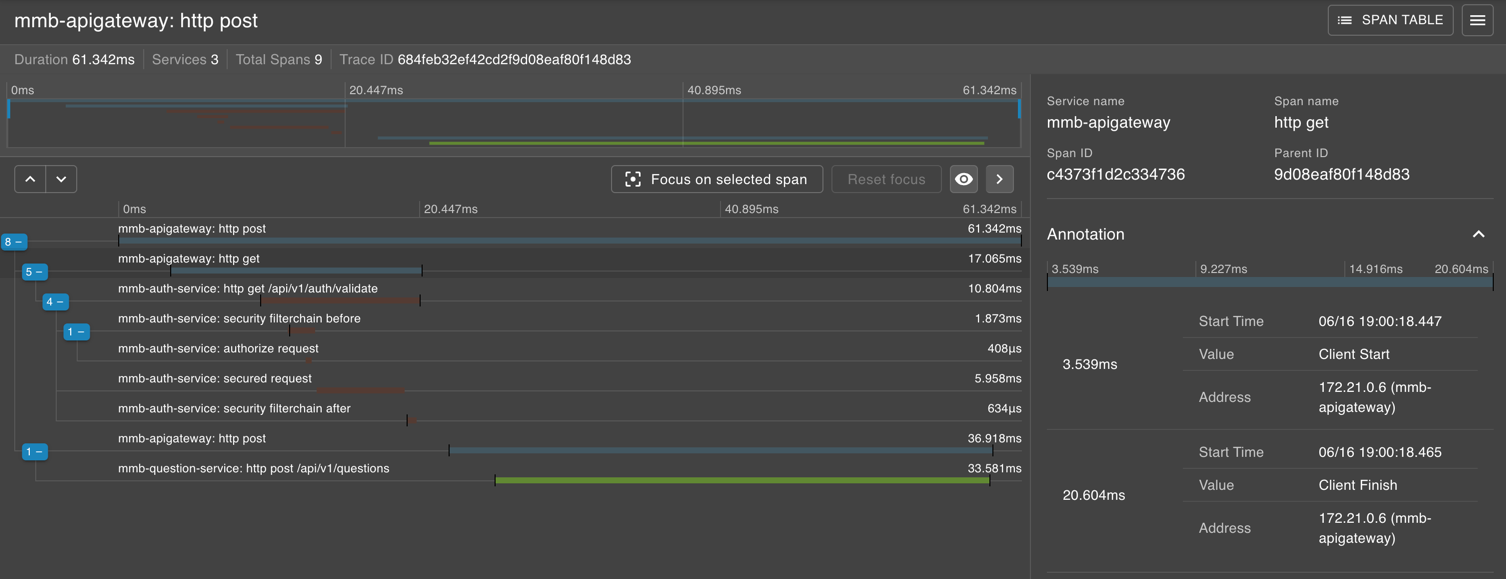 mmb-apigateway: http post
SPAN TABLE
Duration 61.342ms Services 3 Total Spans 9 Trace ID 684feb32ef42cd2f9d08eaf80f148d83
0ms 20.447ms 40.895ms 61.342ms
Focus on selected span Reset focus
0ms 20.447ms 40.895ms 61.342ms
mmb-apigateway: http post 61.342ms
8 −
mmb-apigateway: http get 17.065ms
5 −
mmb-auth-service: http get /api/v1/auth/validate 10.804ms
4 −
mmb-auth-service: security filterchain before 1.873ms
1 −
mmb-auth-service: authorize request 408μs
mmb-auth-service: secured request 5.958ms
mmb-auth-service: security filterchain after 634μs
mmb-apigateway: http post 36.918ms
1 −
mmb-question-service: http post /api/v1/questions 33.581ms
Service name Span name
mmb-apigateway http get
Span ID Parent ID
c4373f1d2c334736 9d08eaf80f148d83
Annotation
3.539ms 9.227ms 14.916ms 20.604ms
Start Time 06/16 19:00:18.447
3.539ms Value Client Start
Address 172.21.0.6 (mmb-
apigateway)
Start Time 06/16 19:00:18.465
20.604ms Value Client Finish
Address 172.21.0.6 (mmb-
apigateway)